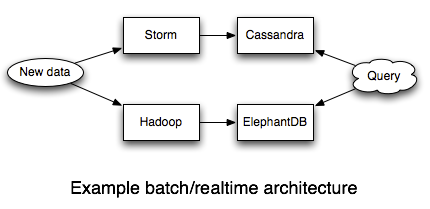 Storm
Cassandra
New data
Query
Hadoop
ElephantDB
Example batch/realtime architecture